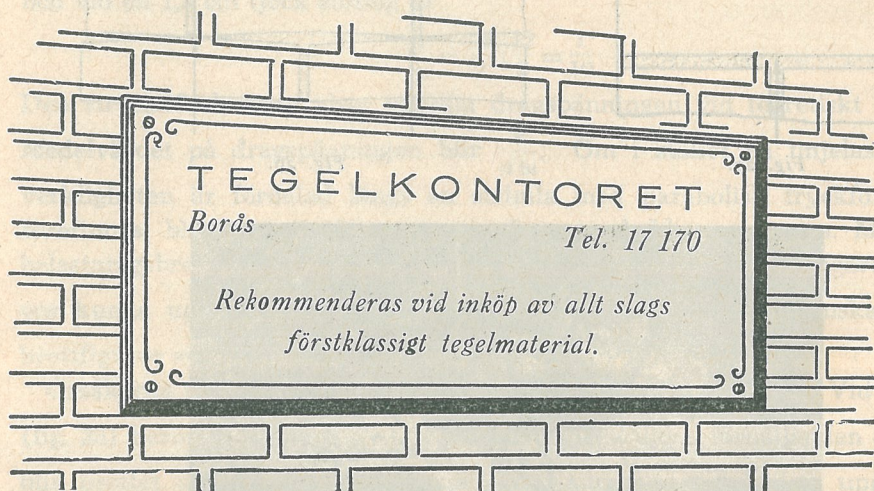 TEGELKONTORET
Borås
Tel. 17 170
Rekommenderas vid inköp av allt slags
förstklassigt tegelmaterial.